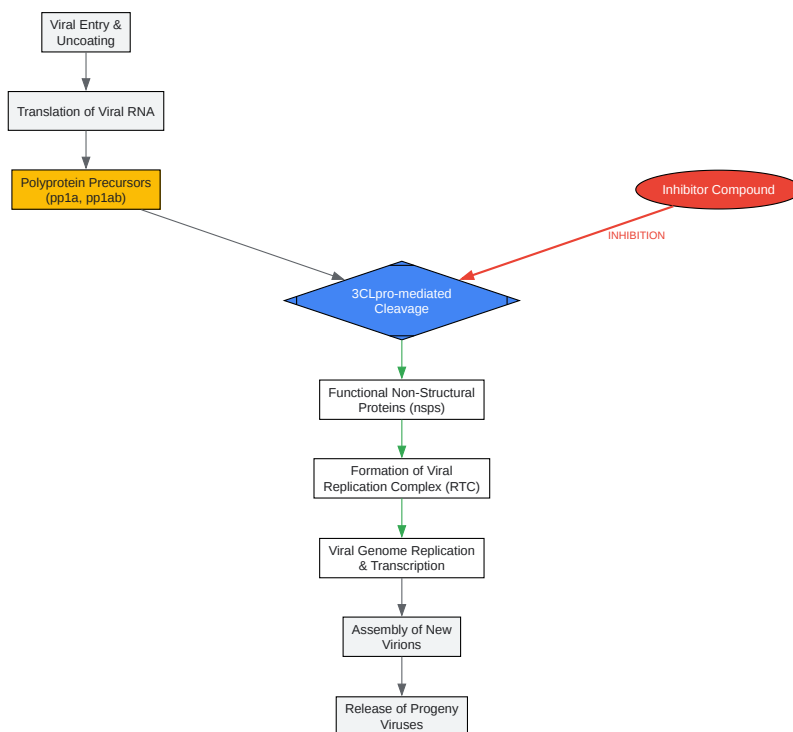 Viral Entry &
Uncoating
Translation of Viral RNA
Polyprotein Precursors
(pp1a, pp1ab)
Inhibitor Compound
INHIBITION
3CLpro-mediated
Cleavage
Functional Non-Structural
Proteins (nsps)
Formation of Viral
Replication Complex (RTC)
Viral Genome Replication
& Transcription
Assembly of New
Virions
Release of Progeny
Viruses